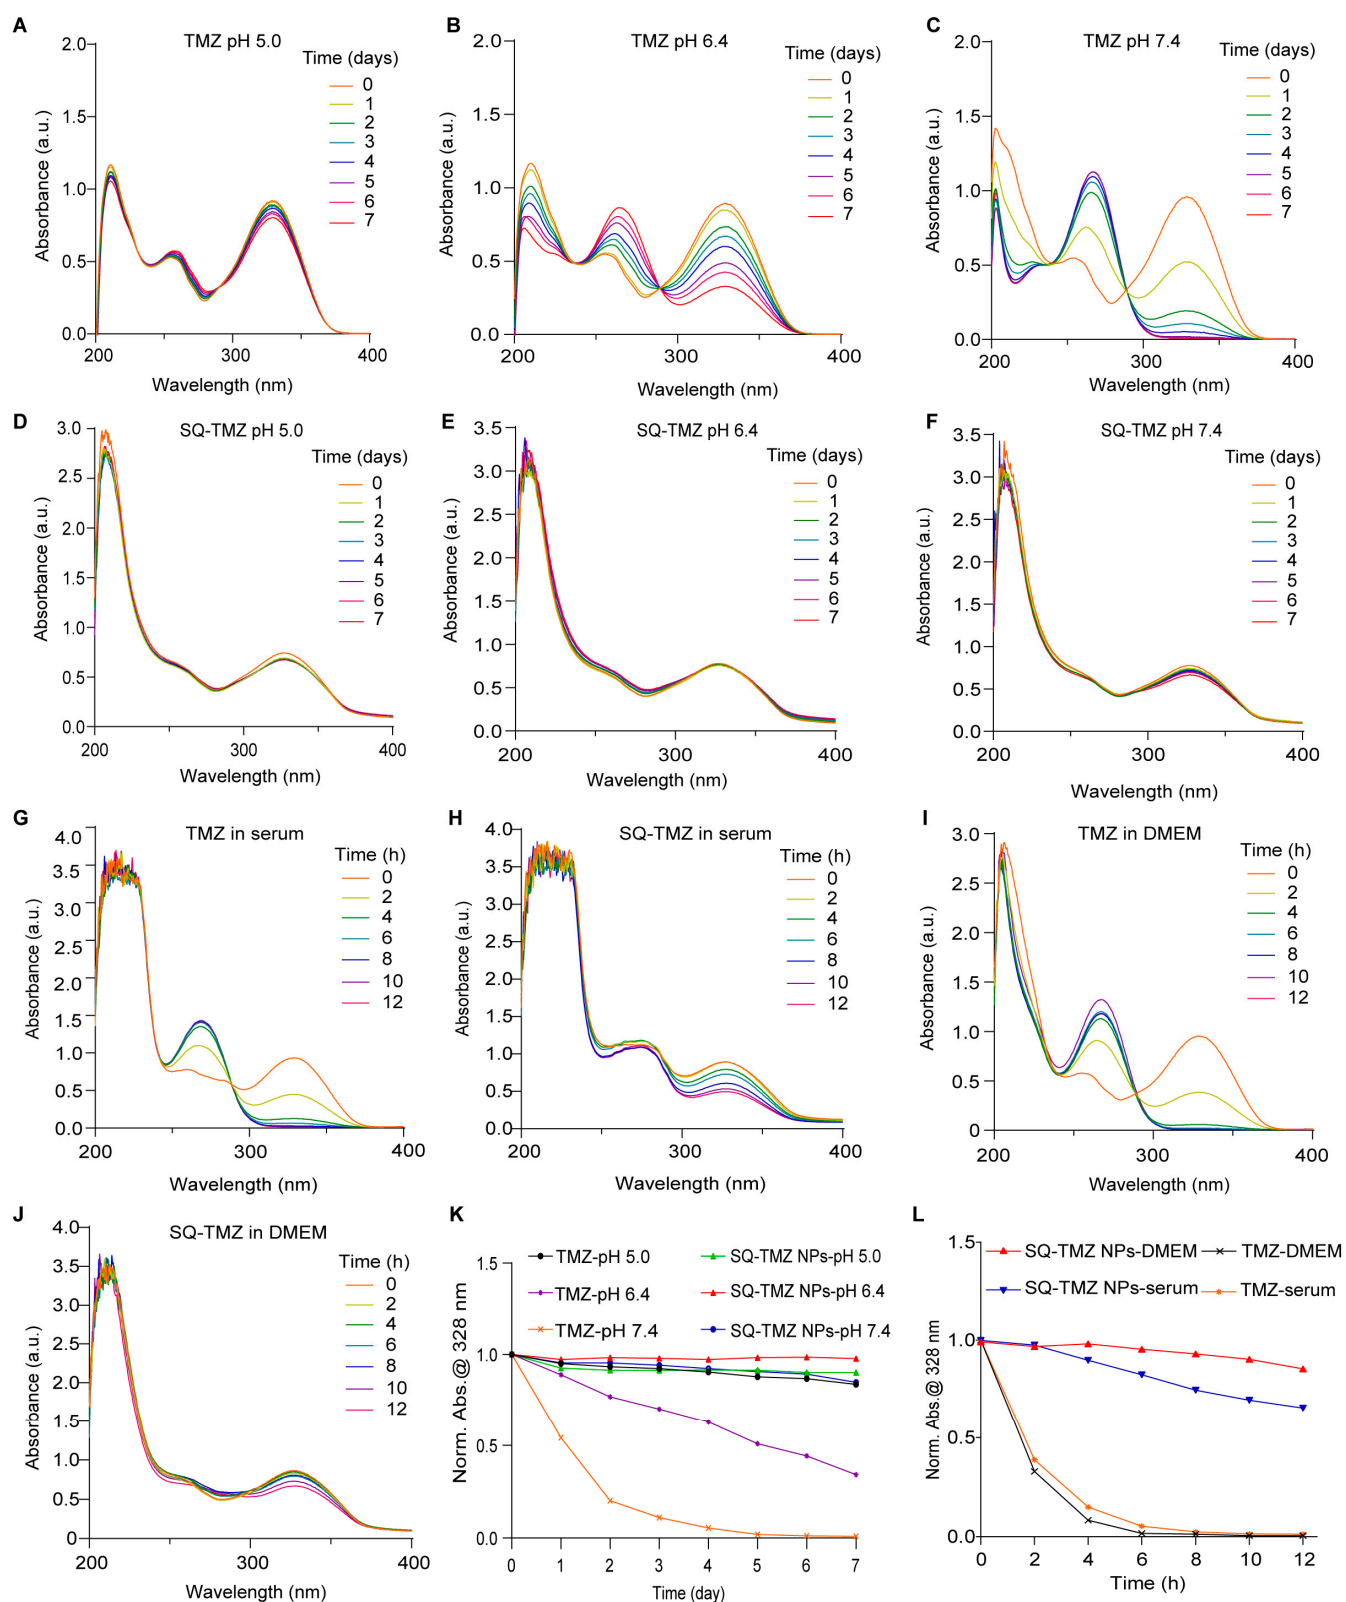 A
TMZ pH 5.0
Time (days)
0
1
2
3
4
5
6
7
2.0
1.5
1.0
0.5
0.0
Absorbance (a.u.)
200
300
400
Wavelength (nm)
B
TMZ pH 6.4
Time (days)
0
1
2
3
4
5
6
7
2.0
1.5
1.0
0.5
0.0
Absorbance (a.u.)
200
300
400
Wavelength (nm)
C
TMZ pH 7.4
Time (days)
0
1
2
3
4
5
6
7
2.0
1.5
1.0
0.5
0.0
Absorbance (a.u.)
200
300
400
Wavelength (nm)
D
SQ-TMZ pH 5.0
Time (days)
0
1
2
3
4
5
6
7
3.0
2.5
2.0
1.5
1.0
0.5
0.0
Absorbance (a.u.)
200
300
400
Wavelength (nm)
E
SQ-TMZ pH 6.4
Time (days)
0
1
2
3
4
5
6
7
3.5
3.0
2.5
2.0
1.5
1.0
0.5
0.0
Absorbance (a.u.)
200
300
400
Wavelength (nm)
F
SQ-TMZ pH 7.4
Time (days)
0
1
2
3
4
5
6
7
3.5
3.0
2.5
2.0
1.5
1.0
0.5
0.0
Absorbance (a.u.)
200
300
400
Wavelength (nm)
G
TMZ in serum
Time (h)
0
2
4
6
8
10
12
4.0
3.5
3.0
2.5
2.0
1.5
1.0
0.5
0.0
Absorbance (a.u.)
200
300
400
Wavelength (nm)
H
SQ-TMZ in serum
Time (h)
0
2
4
6
8
10
12
4.0
3.5
3.0
2.5
2.0
1.5
1.0
0.5
0.0
Absorbance (a.u.)
200
300
400
Wavelength (nm)
I
TMZ in DMEM
Time (h)
0
2
4
6
8
10
12
3.0
2.5
2.0
1.5
1.0
0.5
0
Absorbance (a.u.)
200
300
400
Wavelength (nm)
J
SQ-TMZ in DMEM
Time (h)
0
2
4
6
8
10
12
4.0
3.5
3.0
2.5
2.0
1.5
1.0
0.5
0
Absorbance (a.u.)
200
300
400
Wavelength (nm)
K
TMZ-pH 5.0
SQ-TMZ NPs-pH 5.0
TMZ-pH 6.4
SQ-TMZ NPs-pH 6.4
TMZ-pH 7.4
SQ-TMZ NPs-pH 7.4
1.5
1.0
0.5
0.0
Norm. Abs.@ 328 nm
0 1 2 3 4 5 6 7
Time (day)
L
SQ-TMZ NPs-DMEM
TMZ-DMEM
SQ-TMZ NPs-serum
TMZ-serum
1.5
1.0
0.5
0.0
Norm. Abs.@ 328 nm
0 2 4 6 8 10 12
Time (h)